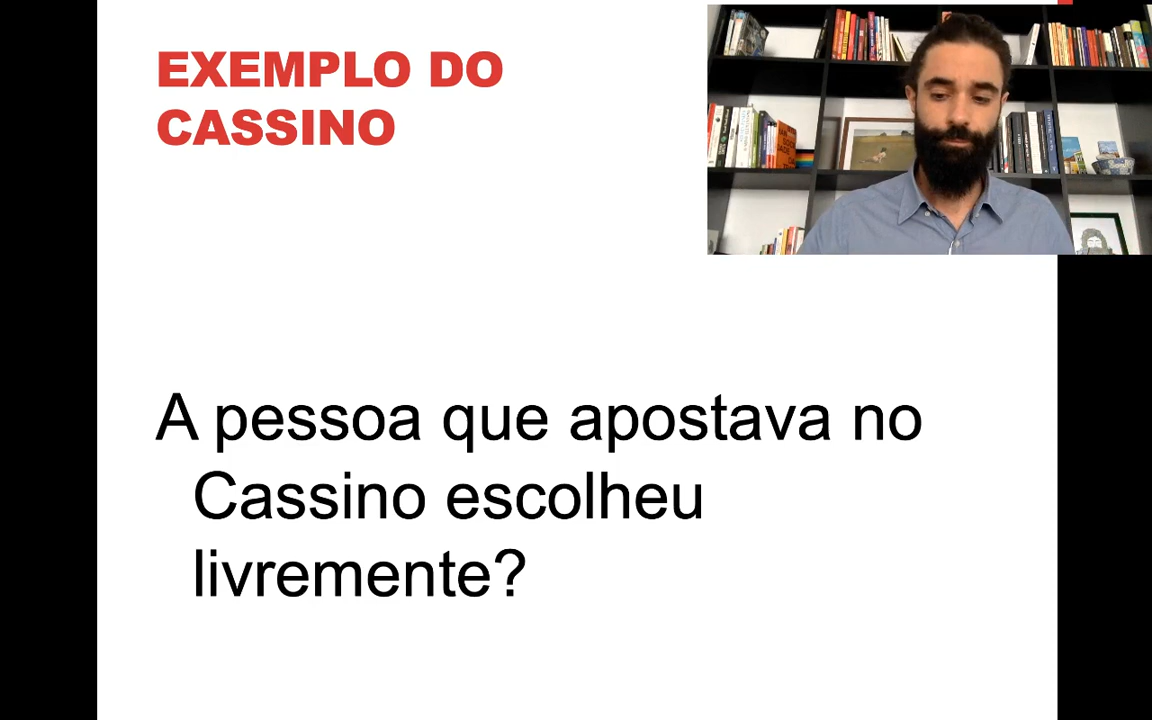 EXEMPLO DO
CASSINO
A pessoa que apostava no
Cassino escolheu
livremente?